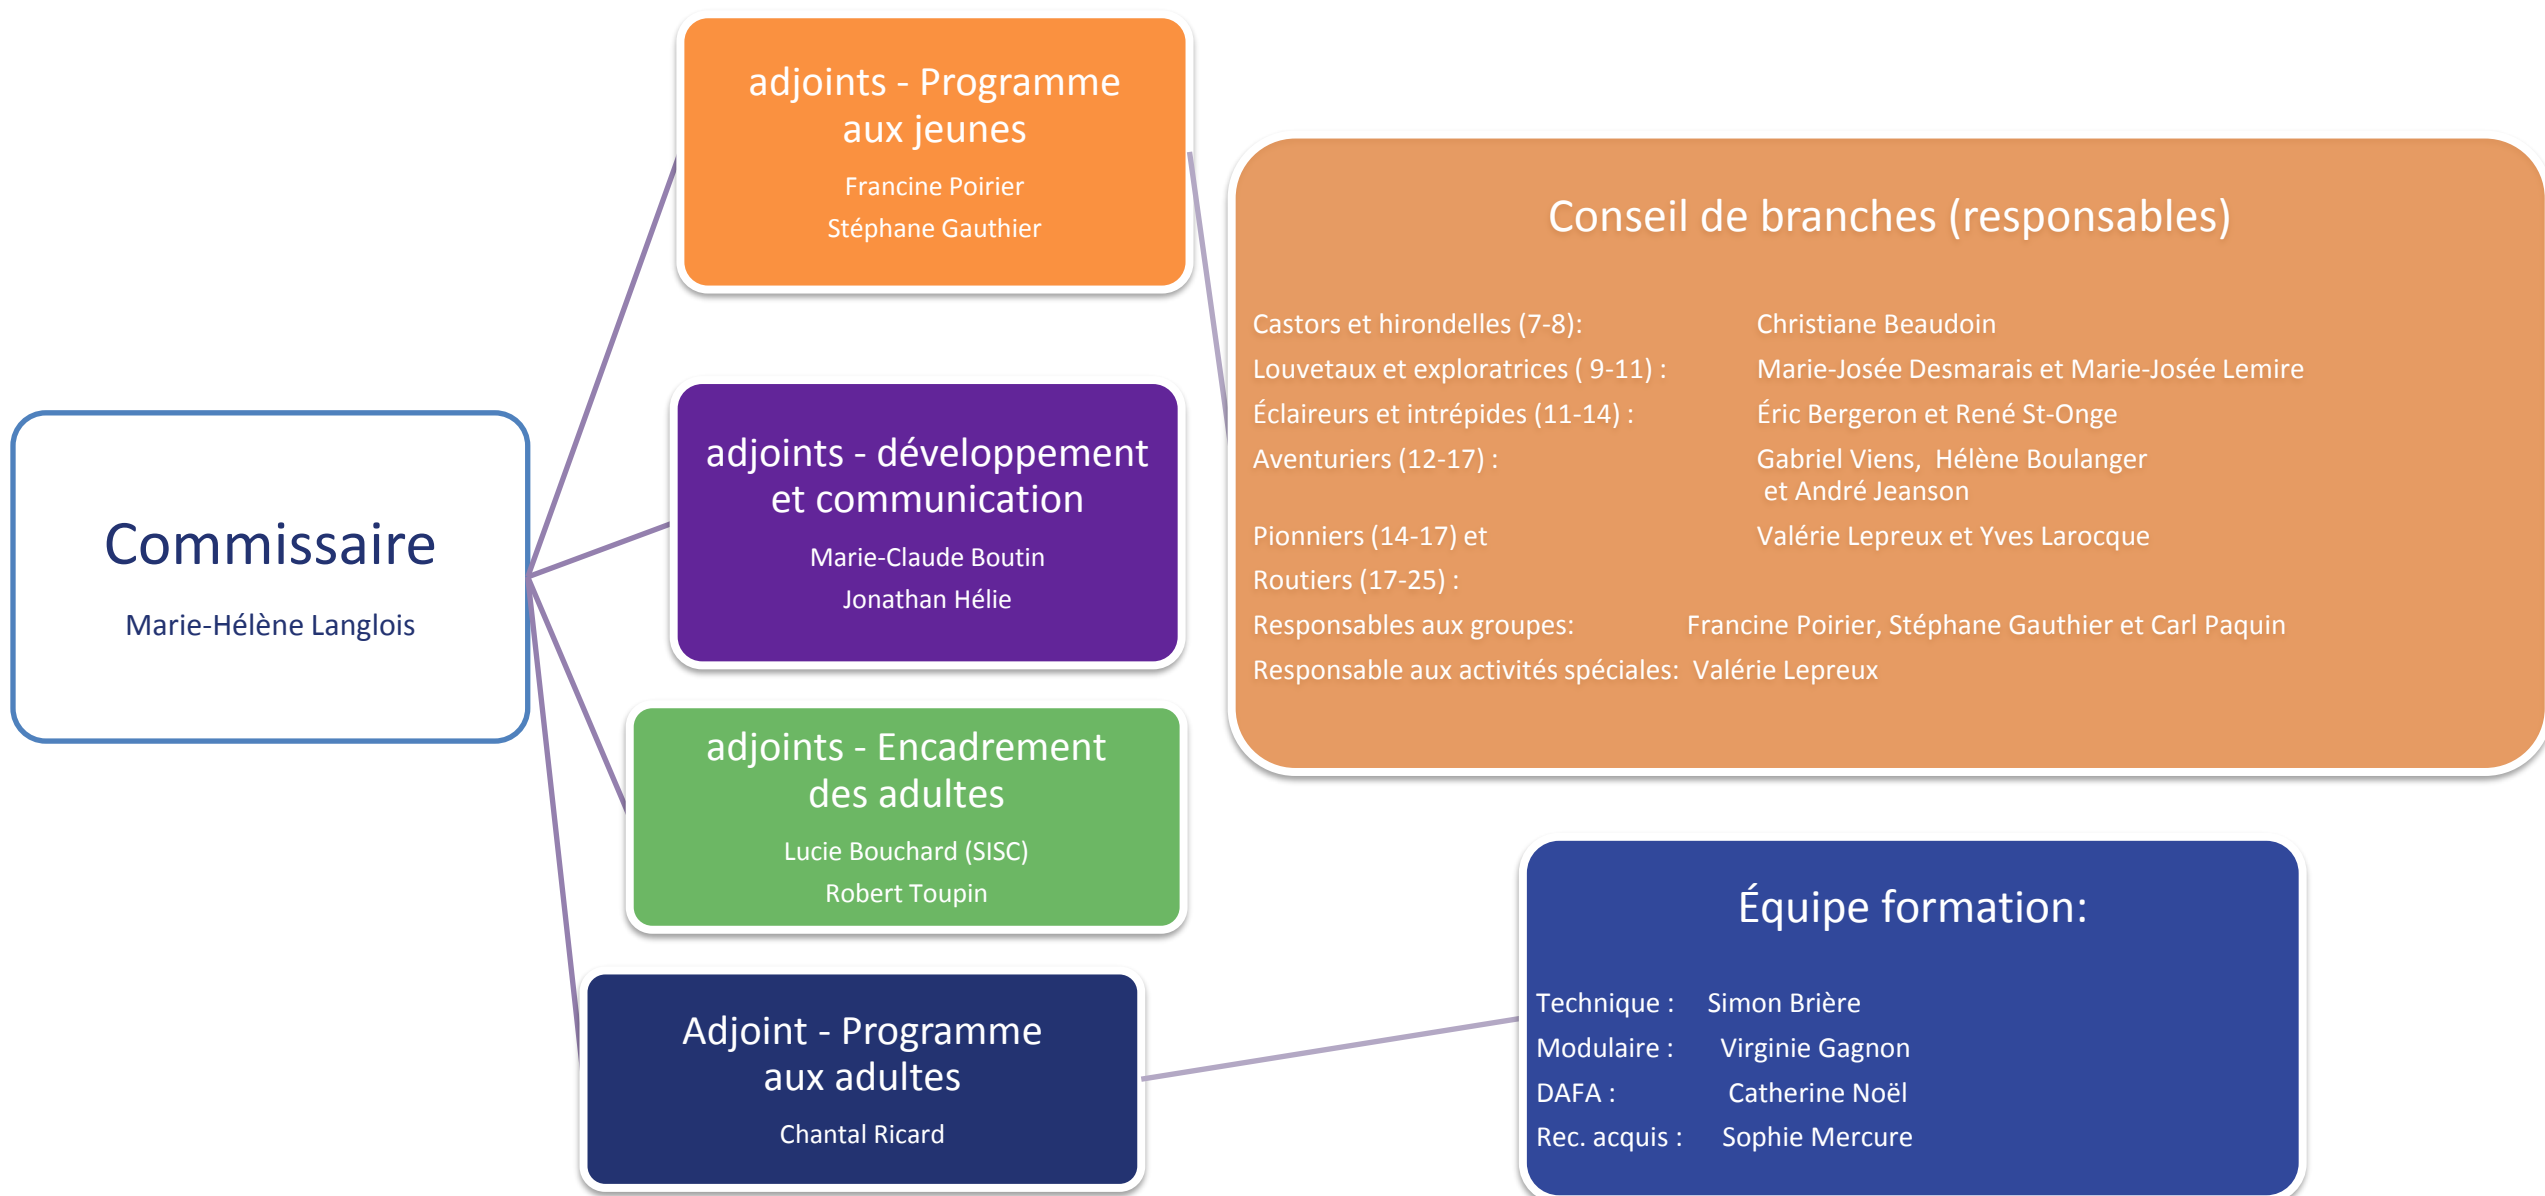 Commissaire
Marie-Hélène Langlois
adjoints - Programme
aux jeunes
Francine Poirier
Stéphane Gauthier
adjoints - développement
et communication
Marie-Claude Boutin
Jonathan Hélie
adjoints - Encadrement
des adultes
Lucie Bouchard (SISC)
Robert Toupin
Adjoint - Programme
aux adultes
Chantal Ricard
Conseil de branches (responsables)
Castors et hirondelles (7-8): Christiane Beaudoin
Louvetaux et exploratrices ( 9-11) : Marie-Josée Desmarais et Marie-Josée Lemire
Éclaireurs et intrépides (11-14) : Éric Bergeron et René St-Onge
Aventuriers (12-17) : Gabriel Viens, Hélène Boulanger
et André Jeanson
Pionniers (14-17) et Valérie Lepreux et Yves Larocque
Routiers (17-25) :
Responsables aux groupes: Francine Poirier, Stéphane Gauthier et Carl Paquin
Responsable aux activités spéciales: Valérie Lepreux
Équipe formation:
Technique : Simon Brière
Modulaire : Virginie Gagnon
DAFA : Catherine Noël
Rec. acquis : Sophie Mercure